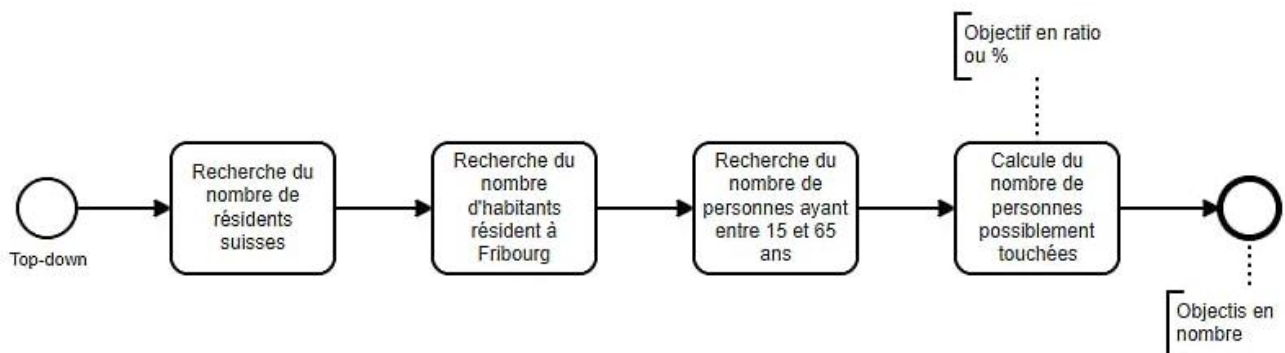 Objectif en ratio
ou %
Top-down
Recherche du
nombre de
résidents
suisses
Recherche du
nombre
d'habitants
résident à
Fribourg
Recherche du
nombre de
personnes ayant
entre 15 et 65
ans
Calcule du
nombre de
personnes
possiblement
touchées
Objectis en
nombre